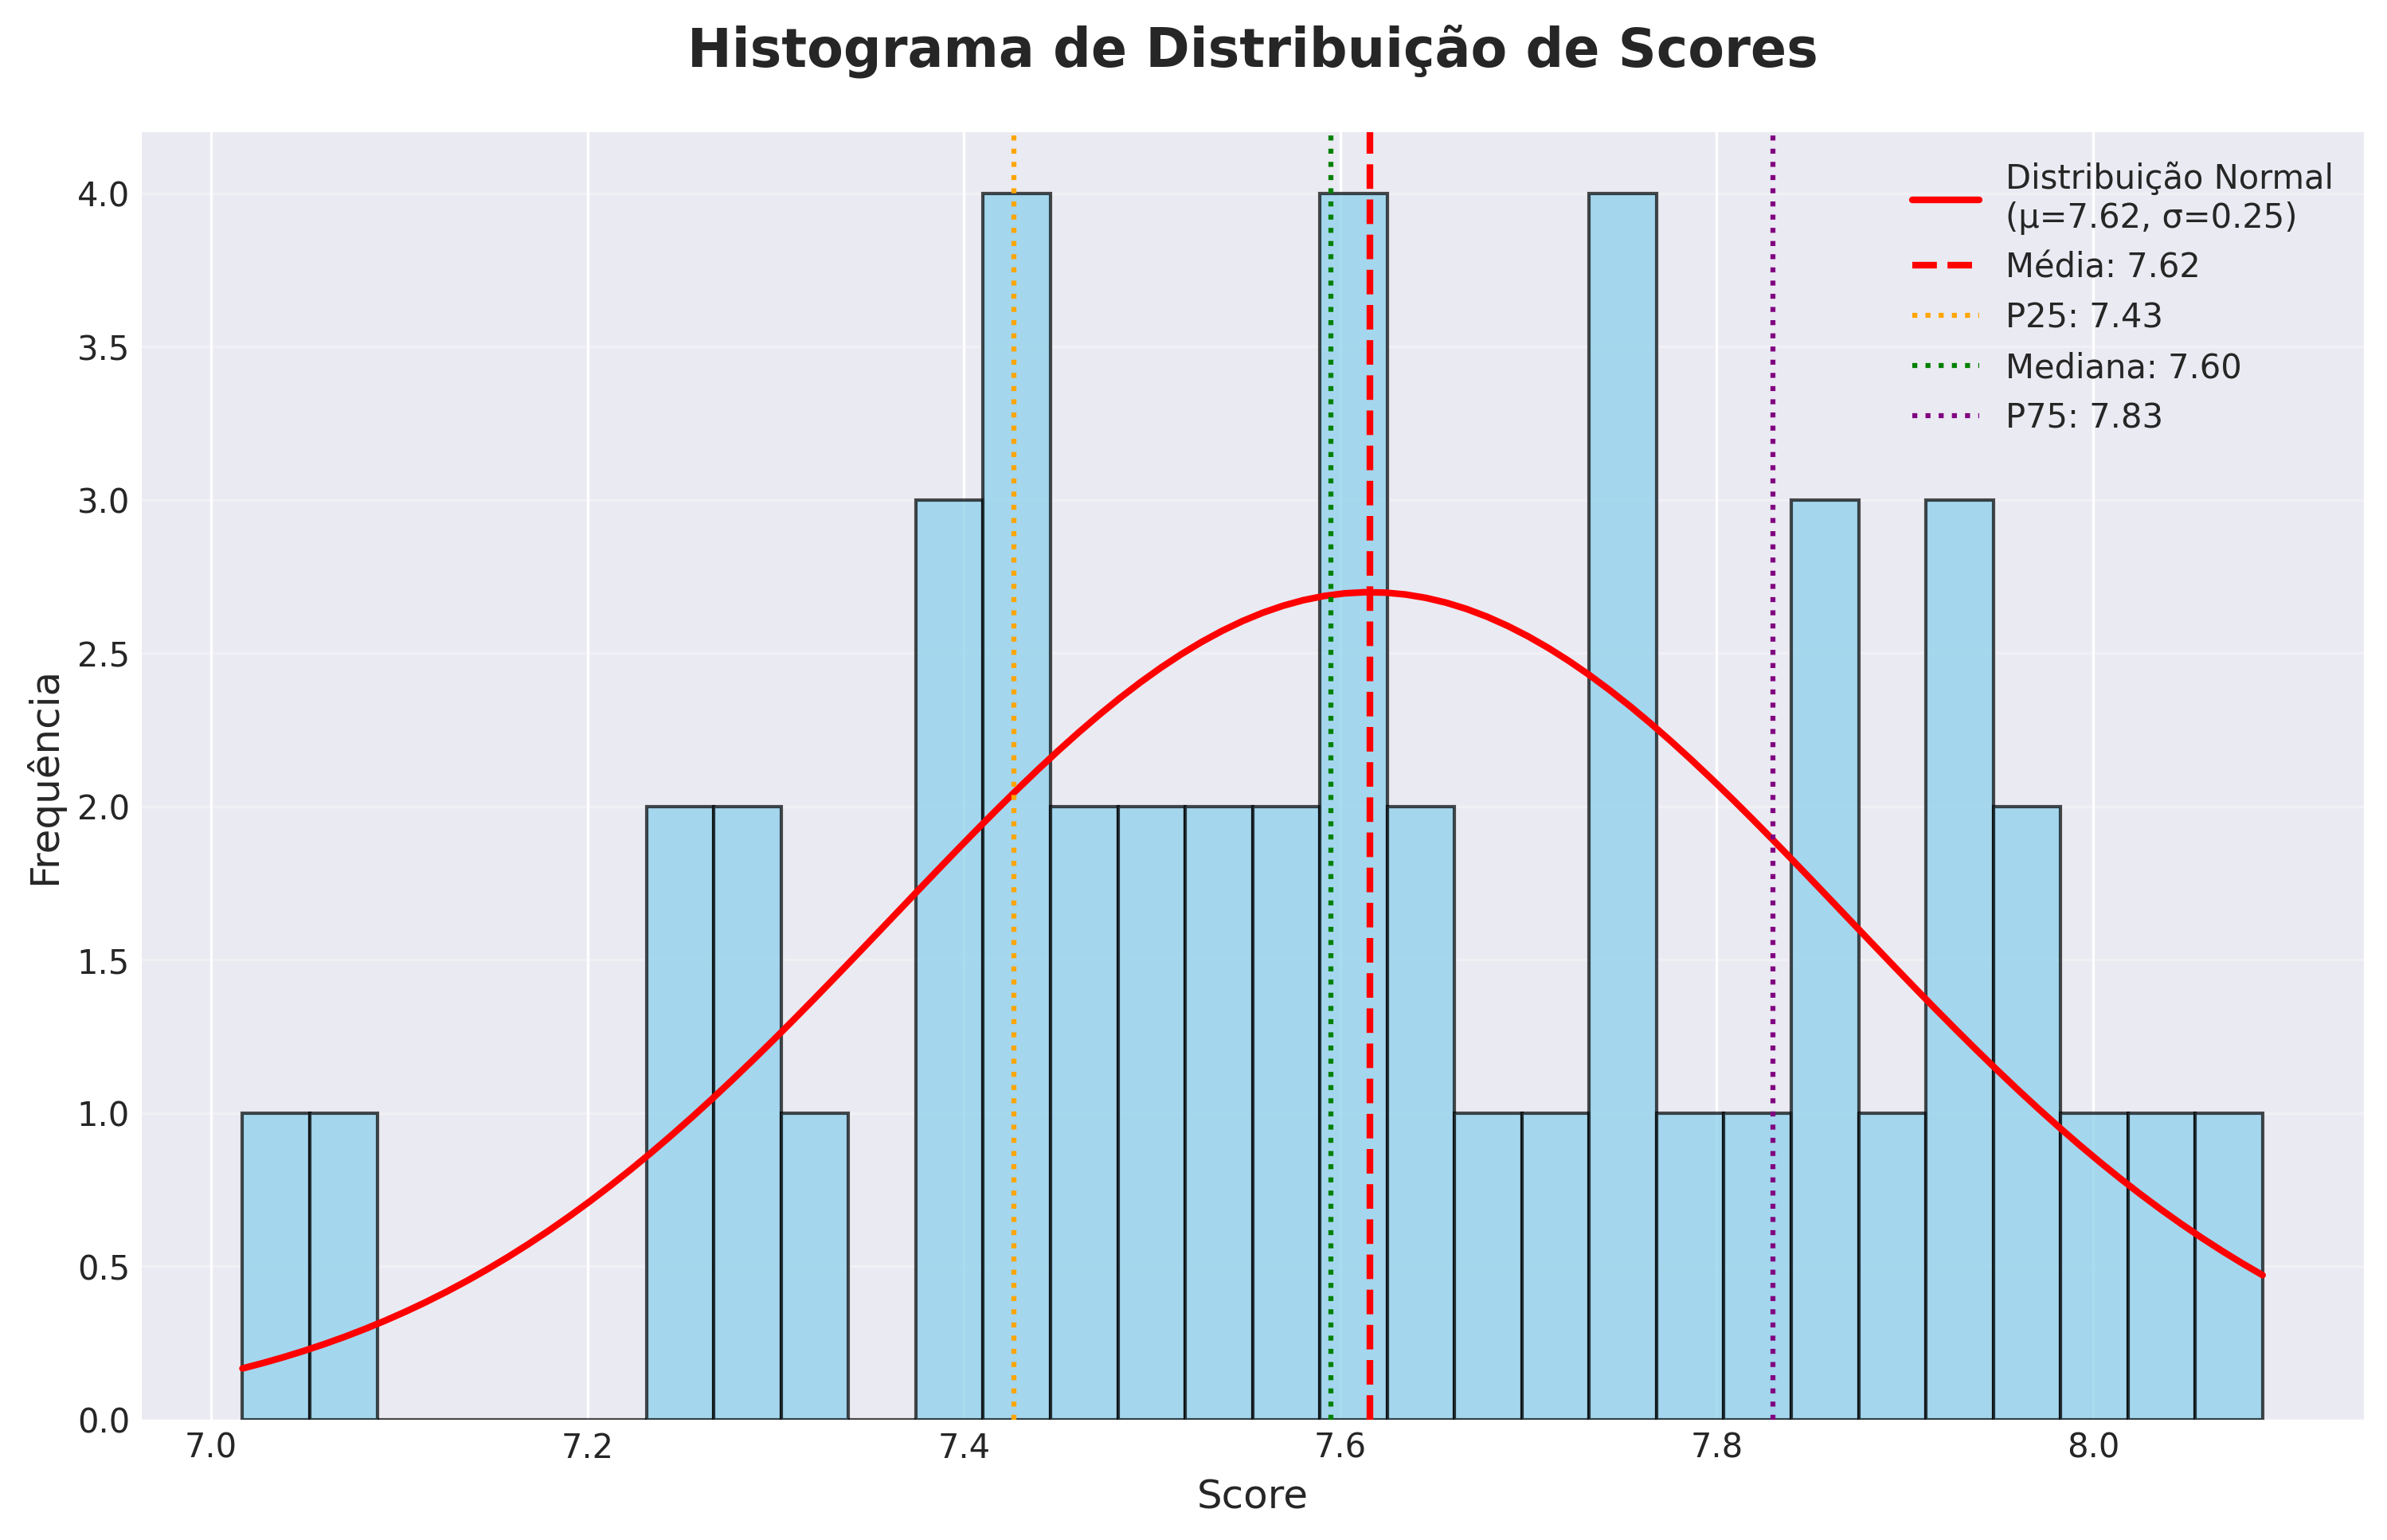 Histograma de Distribuição de Scores
Distribuição Normal
(μ=7.62, σ=0.25)
Média: 7.62
P25: 7.43
Mediana: 7.60
P75: 7.83
Frequência
4.0
3.5
3.0
2.5
2.0
1.5
1.0
0.5
0.0
7.0 7.2 7.4 7.6 7.8 8.0
Score